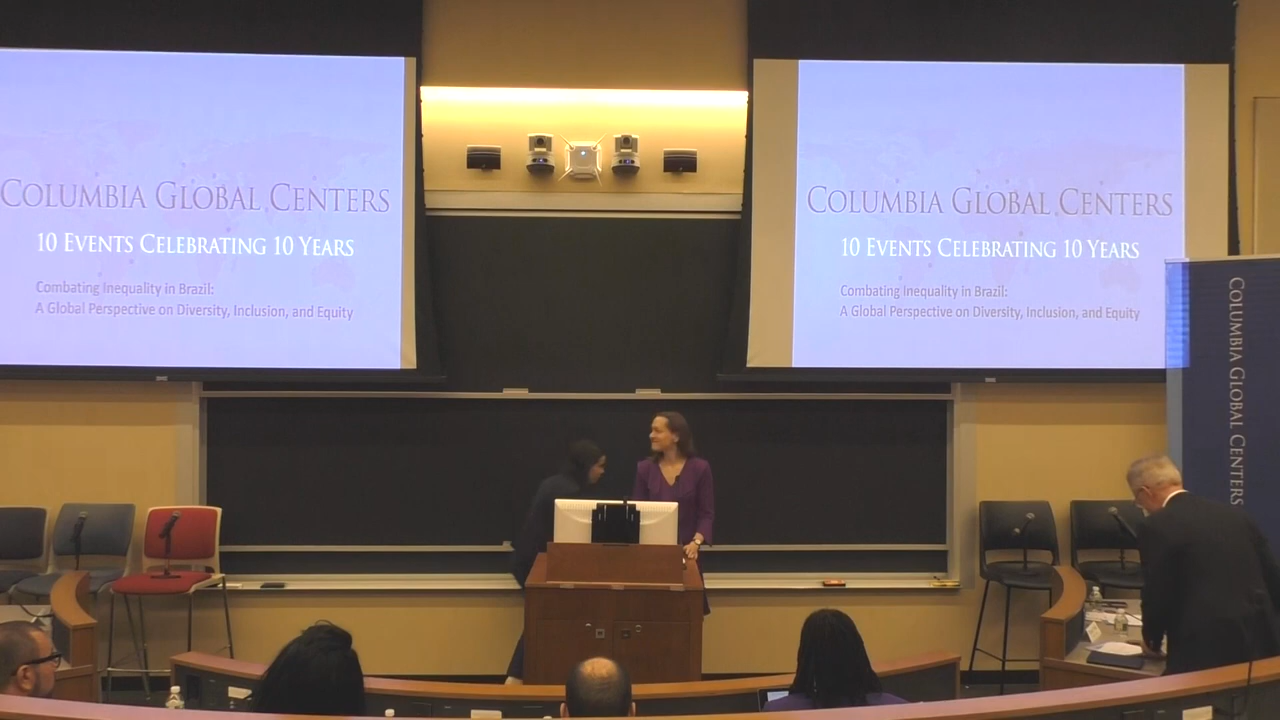 COLUMBIA GLOBAL CENTERS
10 EVENTS CELEBRATING 10 YEARS
Combating Inequality in Brazil:
A Global Perspective on Diversity, Inclusion, and Equity
COLUMBIA GLOBAL CENTERS
10 EVENTS CELEBRATING 10 YEARS
Combating Inequality in Brazil:
A Global Perspective on Diversity, Inclusion, and Equity
COLUMBIA GLOBAL CENTERS